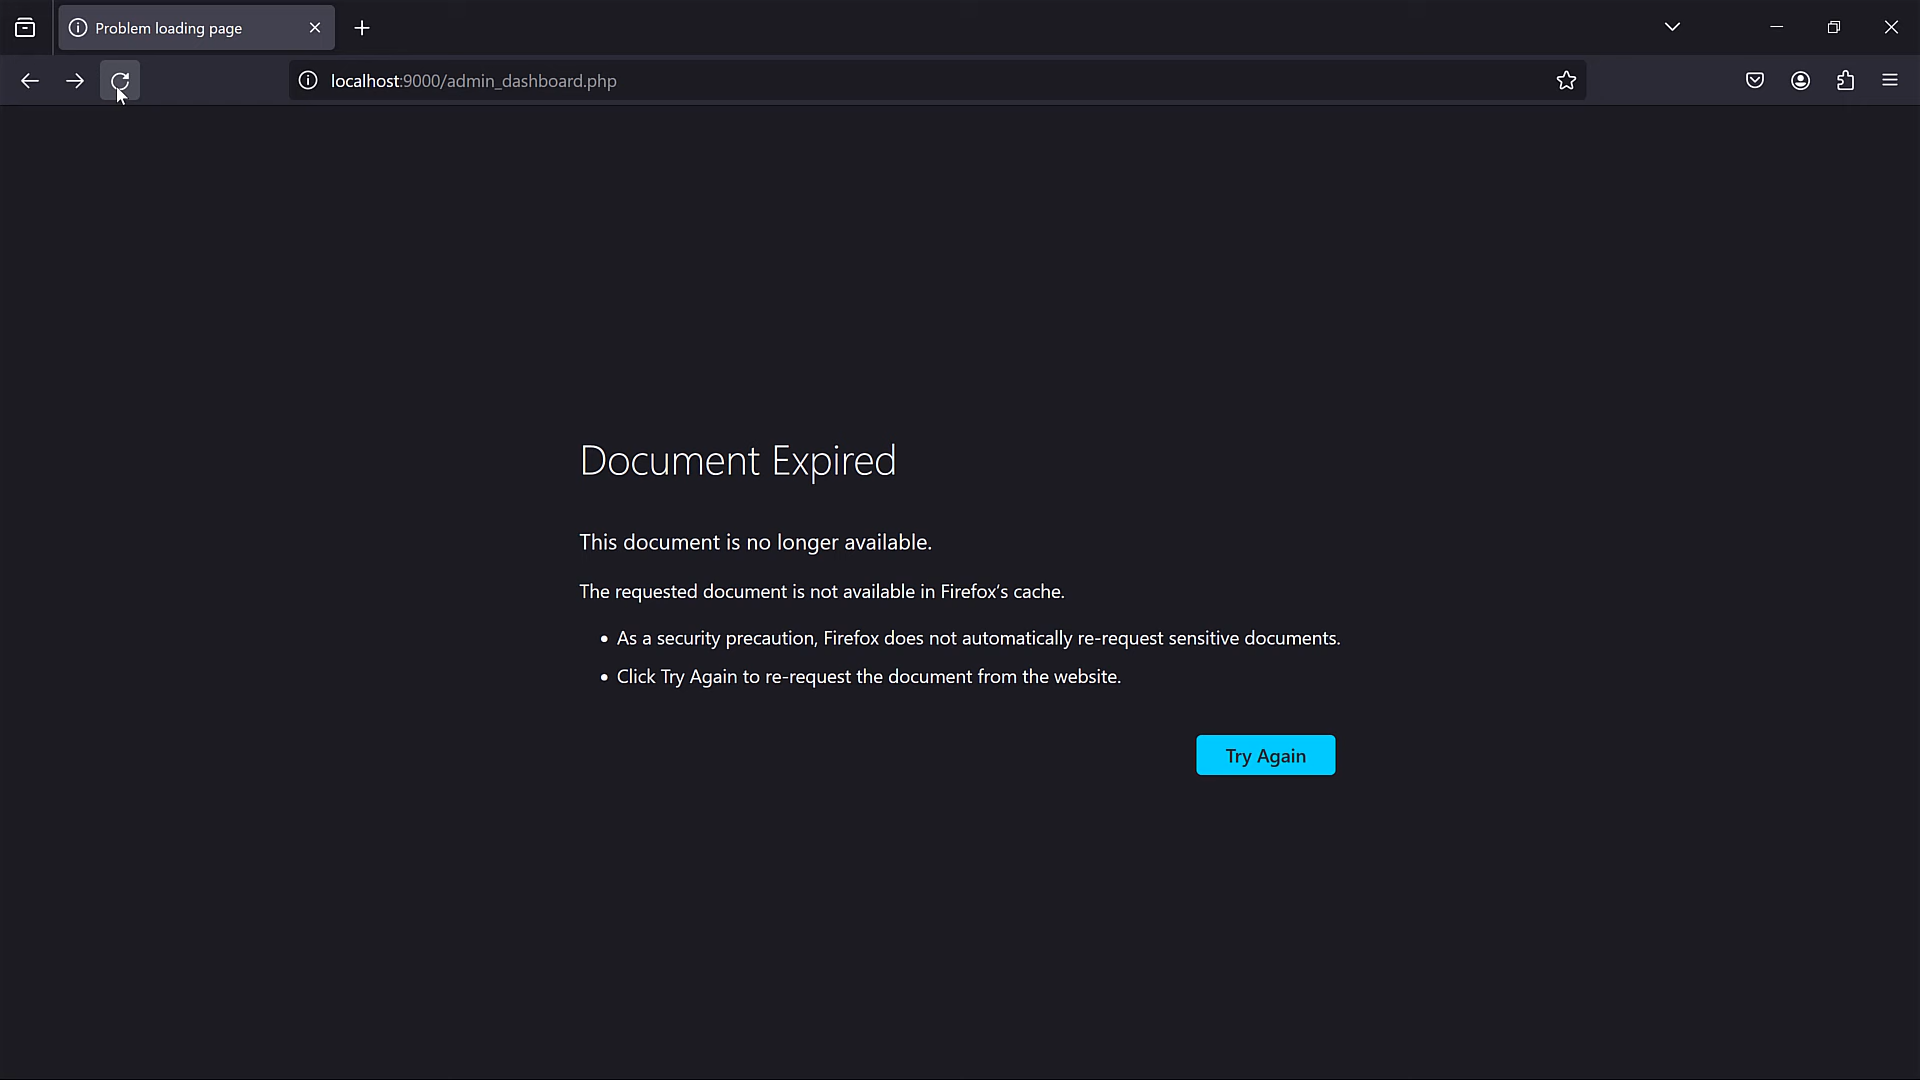 Problem loading page
localhost:9000/admin_dashboard.php
Document Expired
This document is no longer available.
The requested document is not available in Firefox’s cache.
• As a security precaution, Firefox does not automatically re-request sensitive documents.
• Click Try Again to re-request the document from the website.
Try Again